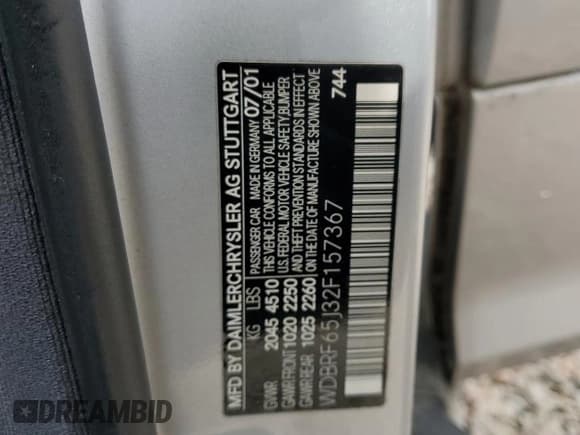 MFD BY DAIMLERCHRYSLER AG STUTTGART
KG LBS PASSENGER CAR MADE IN GERMANY 07/01
GVWR 2045 4510 THIS VEHICLE CONFORMS TO ALL APPLICABLE
GAWR FRONT 1020 2250 U.S. FEDERAL MOTOR VEHICLE SAFETY, BUMPER
GAWR REAR 1025 2260 AND THEFT PREVENTION STANDARDS IN EFFECT
ON THE DATE OF MANUFACTURE SHOWN ABOVE
WDBRF65J32F157367 744
DREAMBID